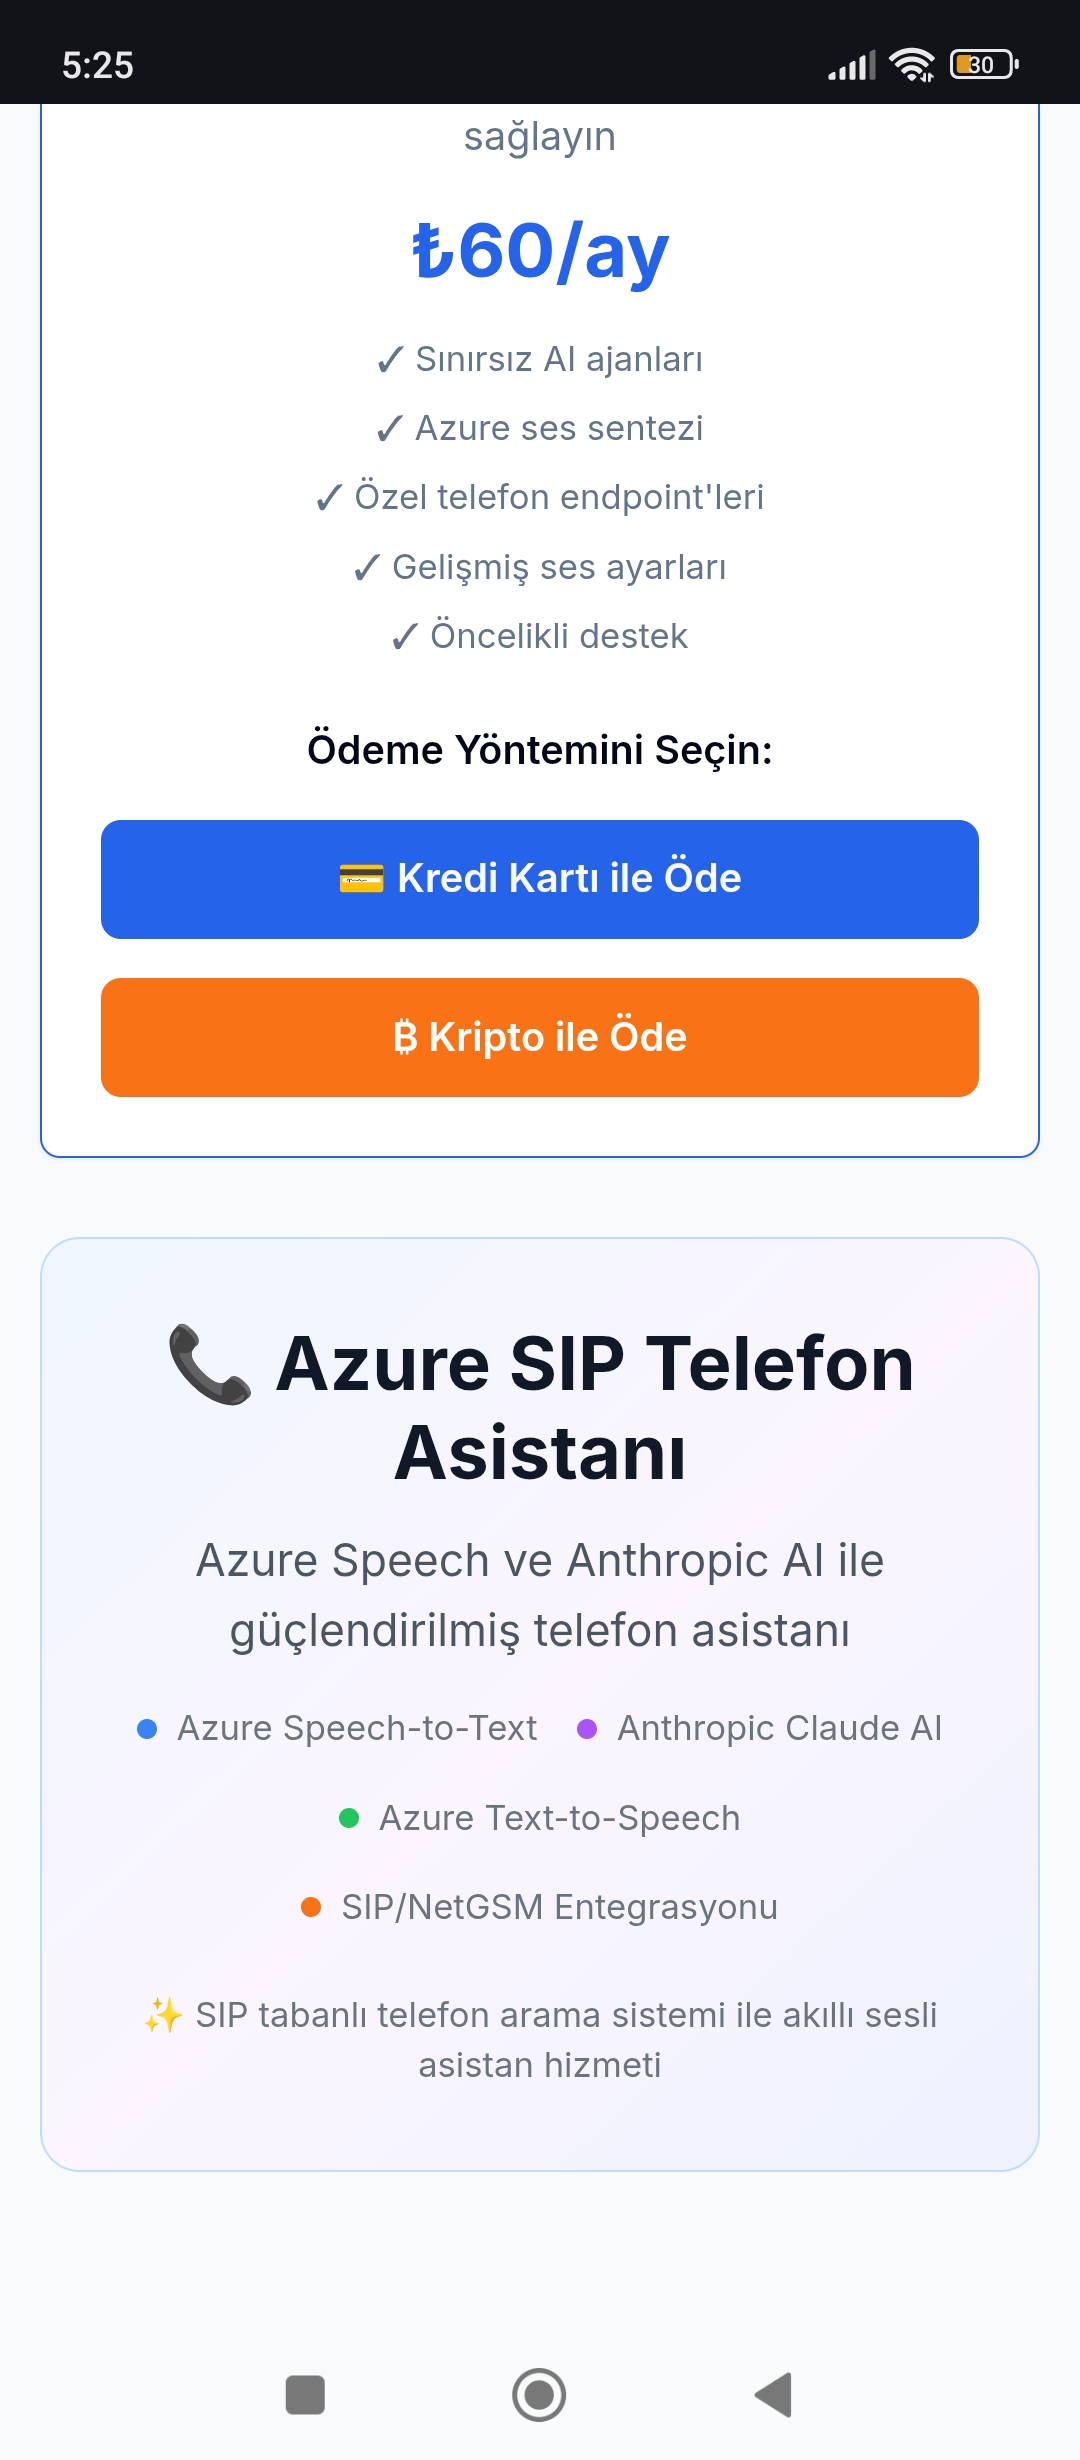 5:25
30
sağlayın
₺60/ay
✓ Sınırsız AI ajanları
✓ Azure ses sentezi
✓ Özel telefon endpoint'leri
✓ Gelişmiş ses ayarları
✓ Öncelikli destek
Ödeme Yöntemini Seçin:
💳 Kredi Kartı ile Öde
₿ Kripto ile Öde
📞 Azure SIP Telefon
Asistanı
Azure Speech ve Anthropic AI ile
güçlendirilmiş telefon asistanı
Azure Speech-to-Text Anthropic Claude AI
Azure Text-to-Speech
SIP/NetGSM Entegrasyonu
✨ SIP tabanlı telefon arama sistemi ile akıllı sesli
asistan hizmeti